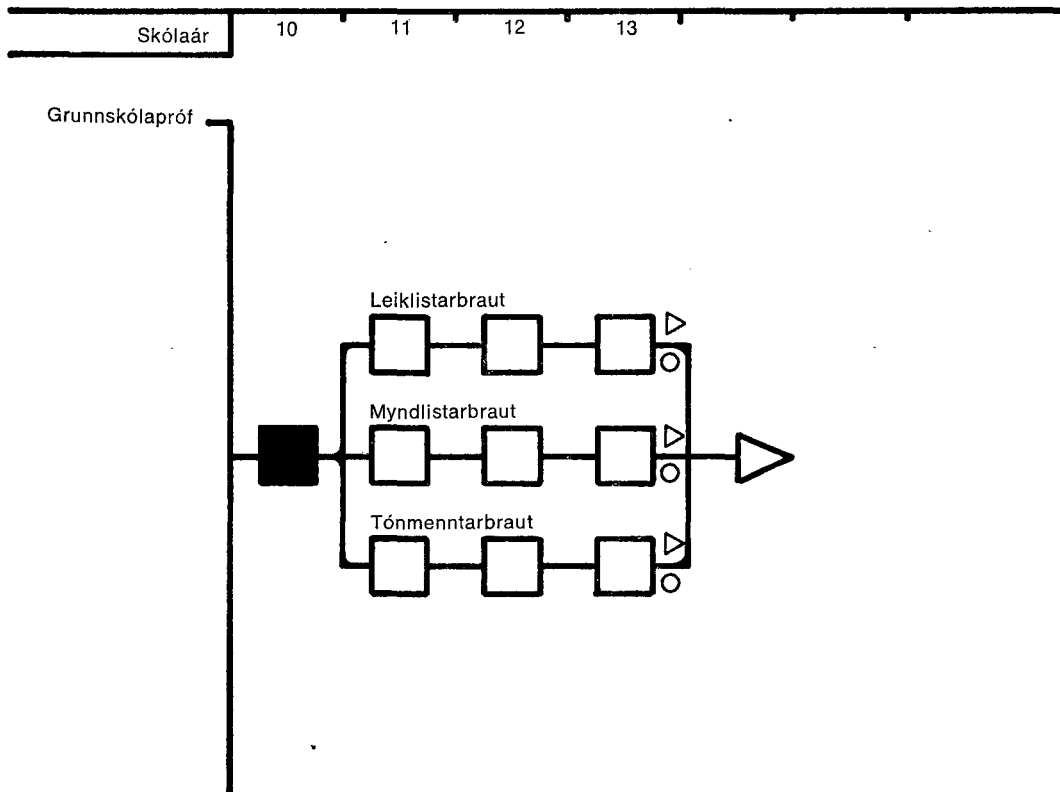 Skólaár 10 11 12 13
Grunnskólapróf
Leiklistarbraut
Myndlistarbraut
Tónmenntarbraut